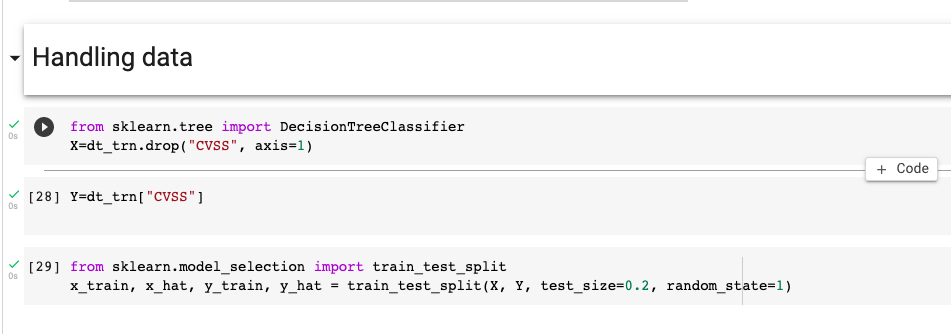 Handling data
0s
from sklearn.tree import DecisionTreeClassifier
X=dt_trn.drop("CVSS", axis=1)
+ Code
0s
[28] Y=dt_trn["CVSS"]
0s
[29] from sklearn.model_selection import train_test_split
x_train, x_hat, y_train, y_hat = train_test_split(X, Y, test_size=0.2, random_state=1)